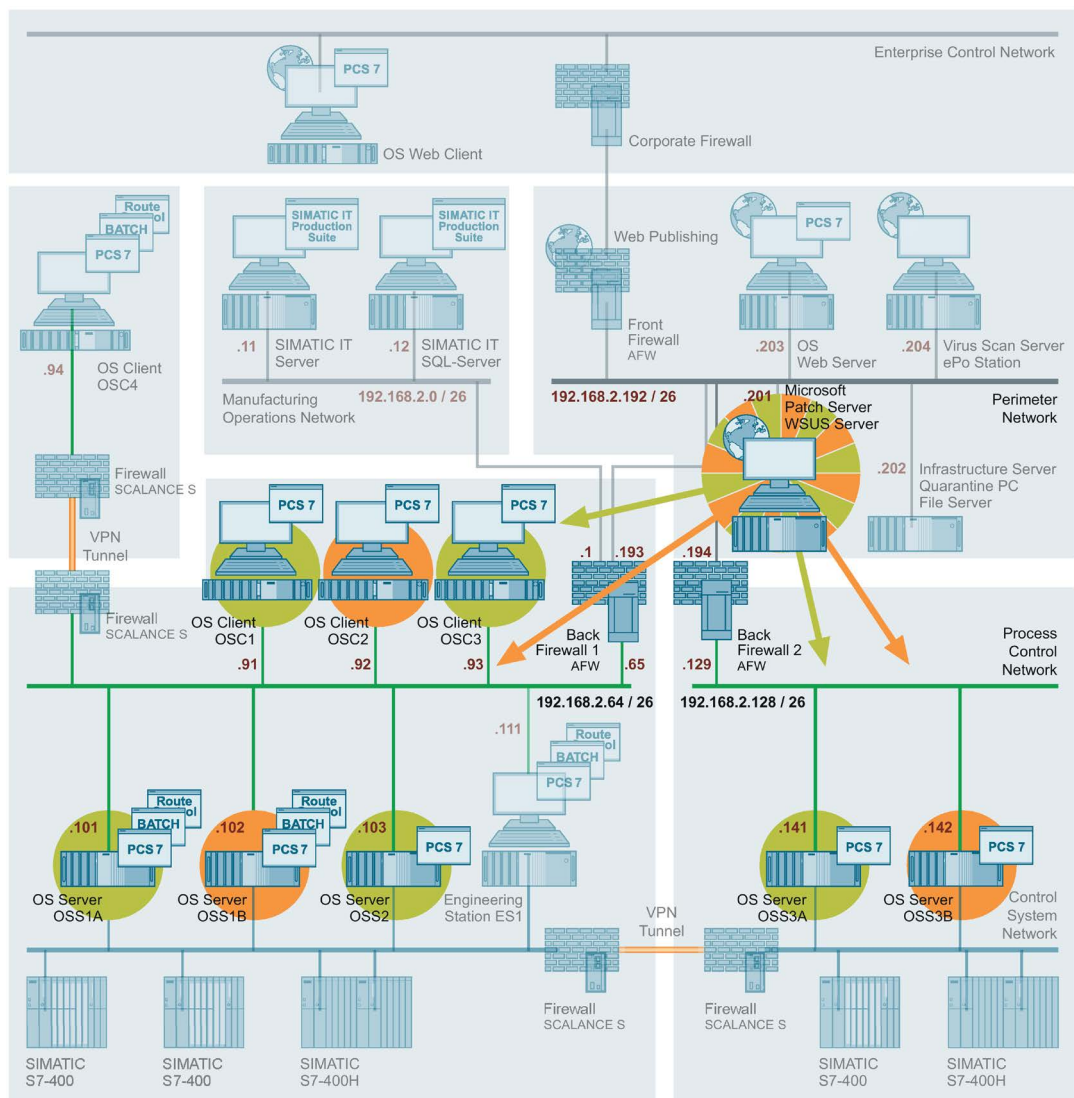 Enterprise Control Network
PCS 7
OS Web Client
Corporate Firewall
Route
BATCH
PCS 7
.94
OS Client
OSC4
SIMATIC IT
Production
Suite
.11
SIMATIC IT
Server
SIMATIC IT
Production
Suite
.12
SIMATIC IT
SQL-Server
Manufacturing
Operations Network
192.168.2.0 / 26
Web Publishing
Front
Firewall
AFW
PCS 7
.203
OS
Web Server
.204
Virus Scan Server
ePo Station
192.168.2.192 / 26
.201
Microsoft
Patch Server
WSUS Server
Perimeter
Network
.202
Infrastructure Server
Quarantine PC
File Server
Firewall
SCALANCE S
VPN
Tunnel
Firewall
SCALANCE S
PCS 7
OS Client
OSC1
.91
PCS 7
OS Client
OSC2
.92
PCS 7
OS Client
OSC3
.93
.1
.193
Back
Firewall 1
AFW
.65
.194
Back
Firewall 2
AFW
.129
Process
Control
Network
192.168.2.64 / 26
192.168.2.128 / 26
.111
Route
BATCH
PCS 7
Engineering
Station ES1
.101
Route
BATCH
PCS 7
OS Server
OSS1A
.102
Route
BATCH
PCS 7
OS Server
OSS1B
.103
PCS 7
OS Server
OSS2
.141
PCS 7
OS Server
OSS3A
.142
PCS 7
OS Server
OSS3B
Control
System
Network
VPN
Tunnel
Firewall
SCALANCE S
Firewall
SCALANCE S
SIMATIC
S7-400
SIMATIC
S7-400
SIMATIC
S7-400H
SIMATIC
S7-400
SIMATIC
S7-400H